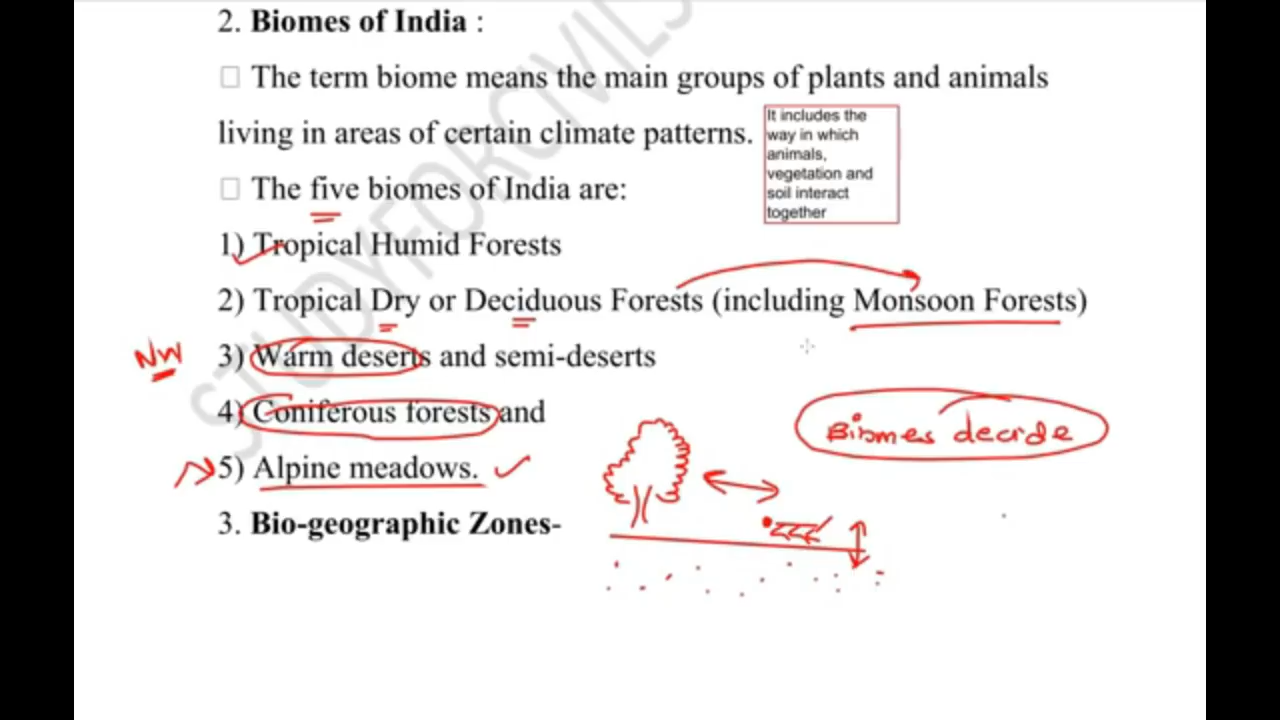 2. Biomes of India :
□ The term biome means the main groups of plants and animals
living in areas of certain climate patterns.
It includes the
way in which
animals,
vegetation and
soil interact
together
□ The five biomes of India are:
1) Tropical Humid Forests
2) Tropical Dry or Deciduous Forests (including Monsoon Forests)
NW
3) Warm deserts and semi-deserts
4) Coniferous forests and
Biomes decide
5) Alpine meadows.
3. Bio-geographic Zones-
STUDYFORCIVILS